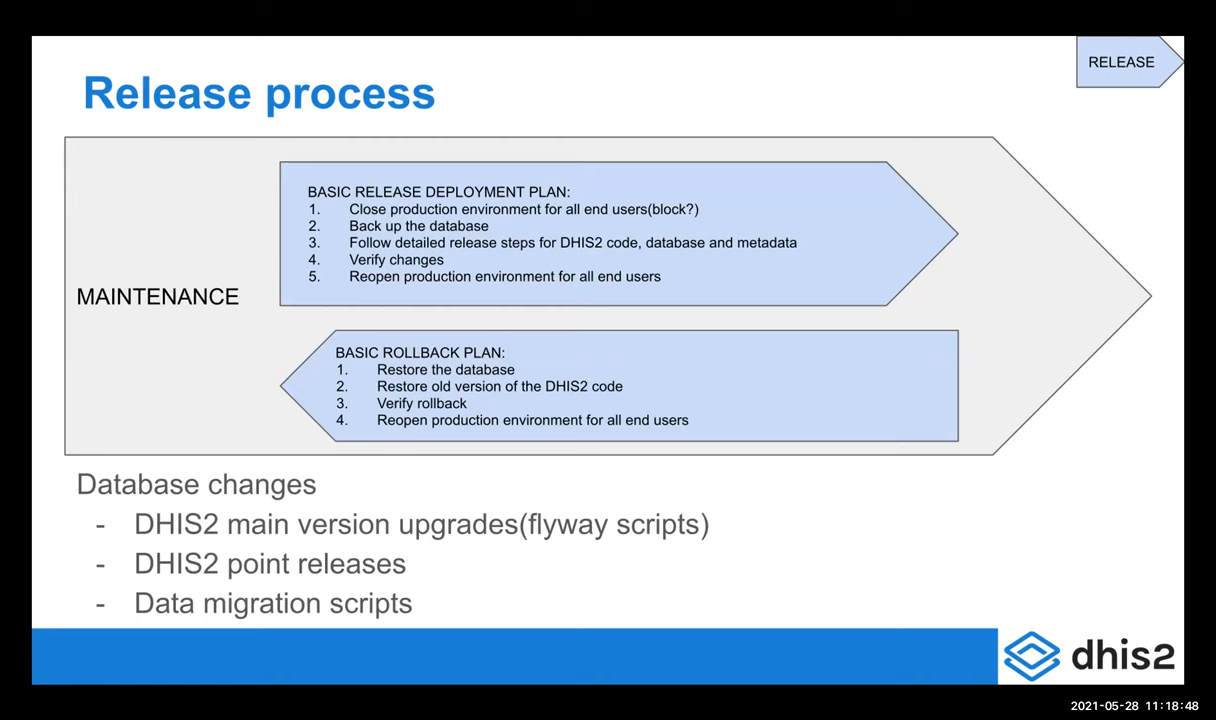 RELEASE
Release process
MAINTENANCE
BASIC RELEASE DEPLOYMENT PLAN:
1. Close production environment for all end users(block?)
2. Back up the database
3. Follow detailed release steps for DHIS2 code, database and metadata
4. Verify changes
5. Reopen production environment for all end users
BASIC ROLLBACK PLAN:
1. Restore the database
2. Restore old version of the DHIS2 code
3. Verify rollback
4. Reopen production environment for all end users
Database changes
- DHIS2 main version upgrades(flyway scripts)
- DHIS2 point releases
- Data migration scripts
dhis2
2021-05-28 11:18:48